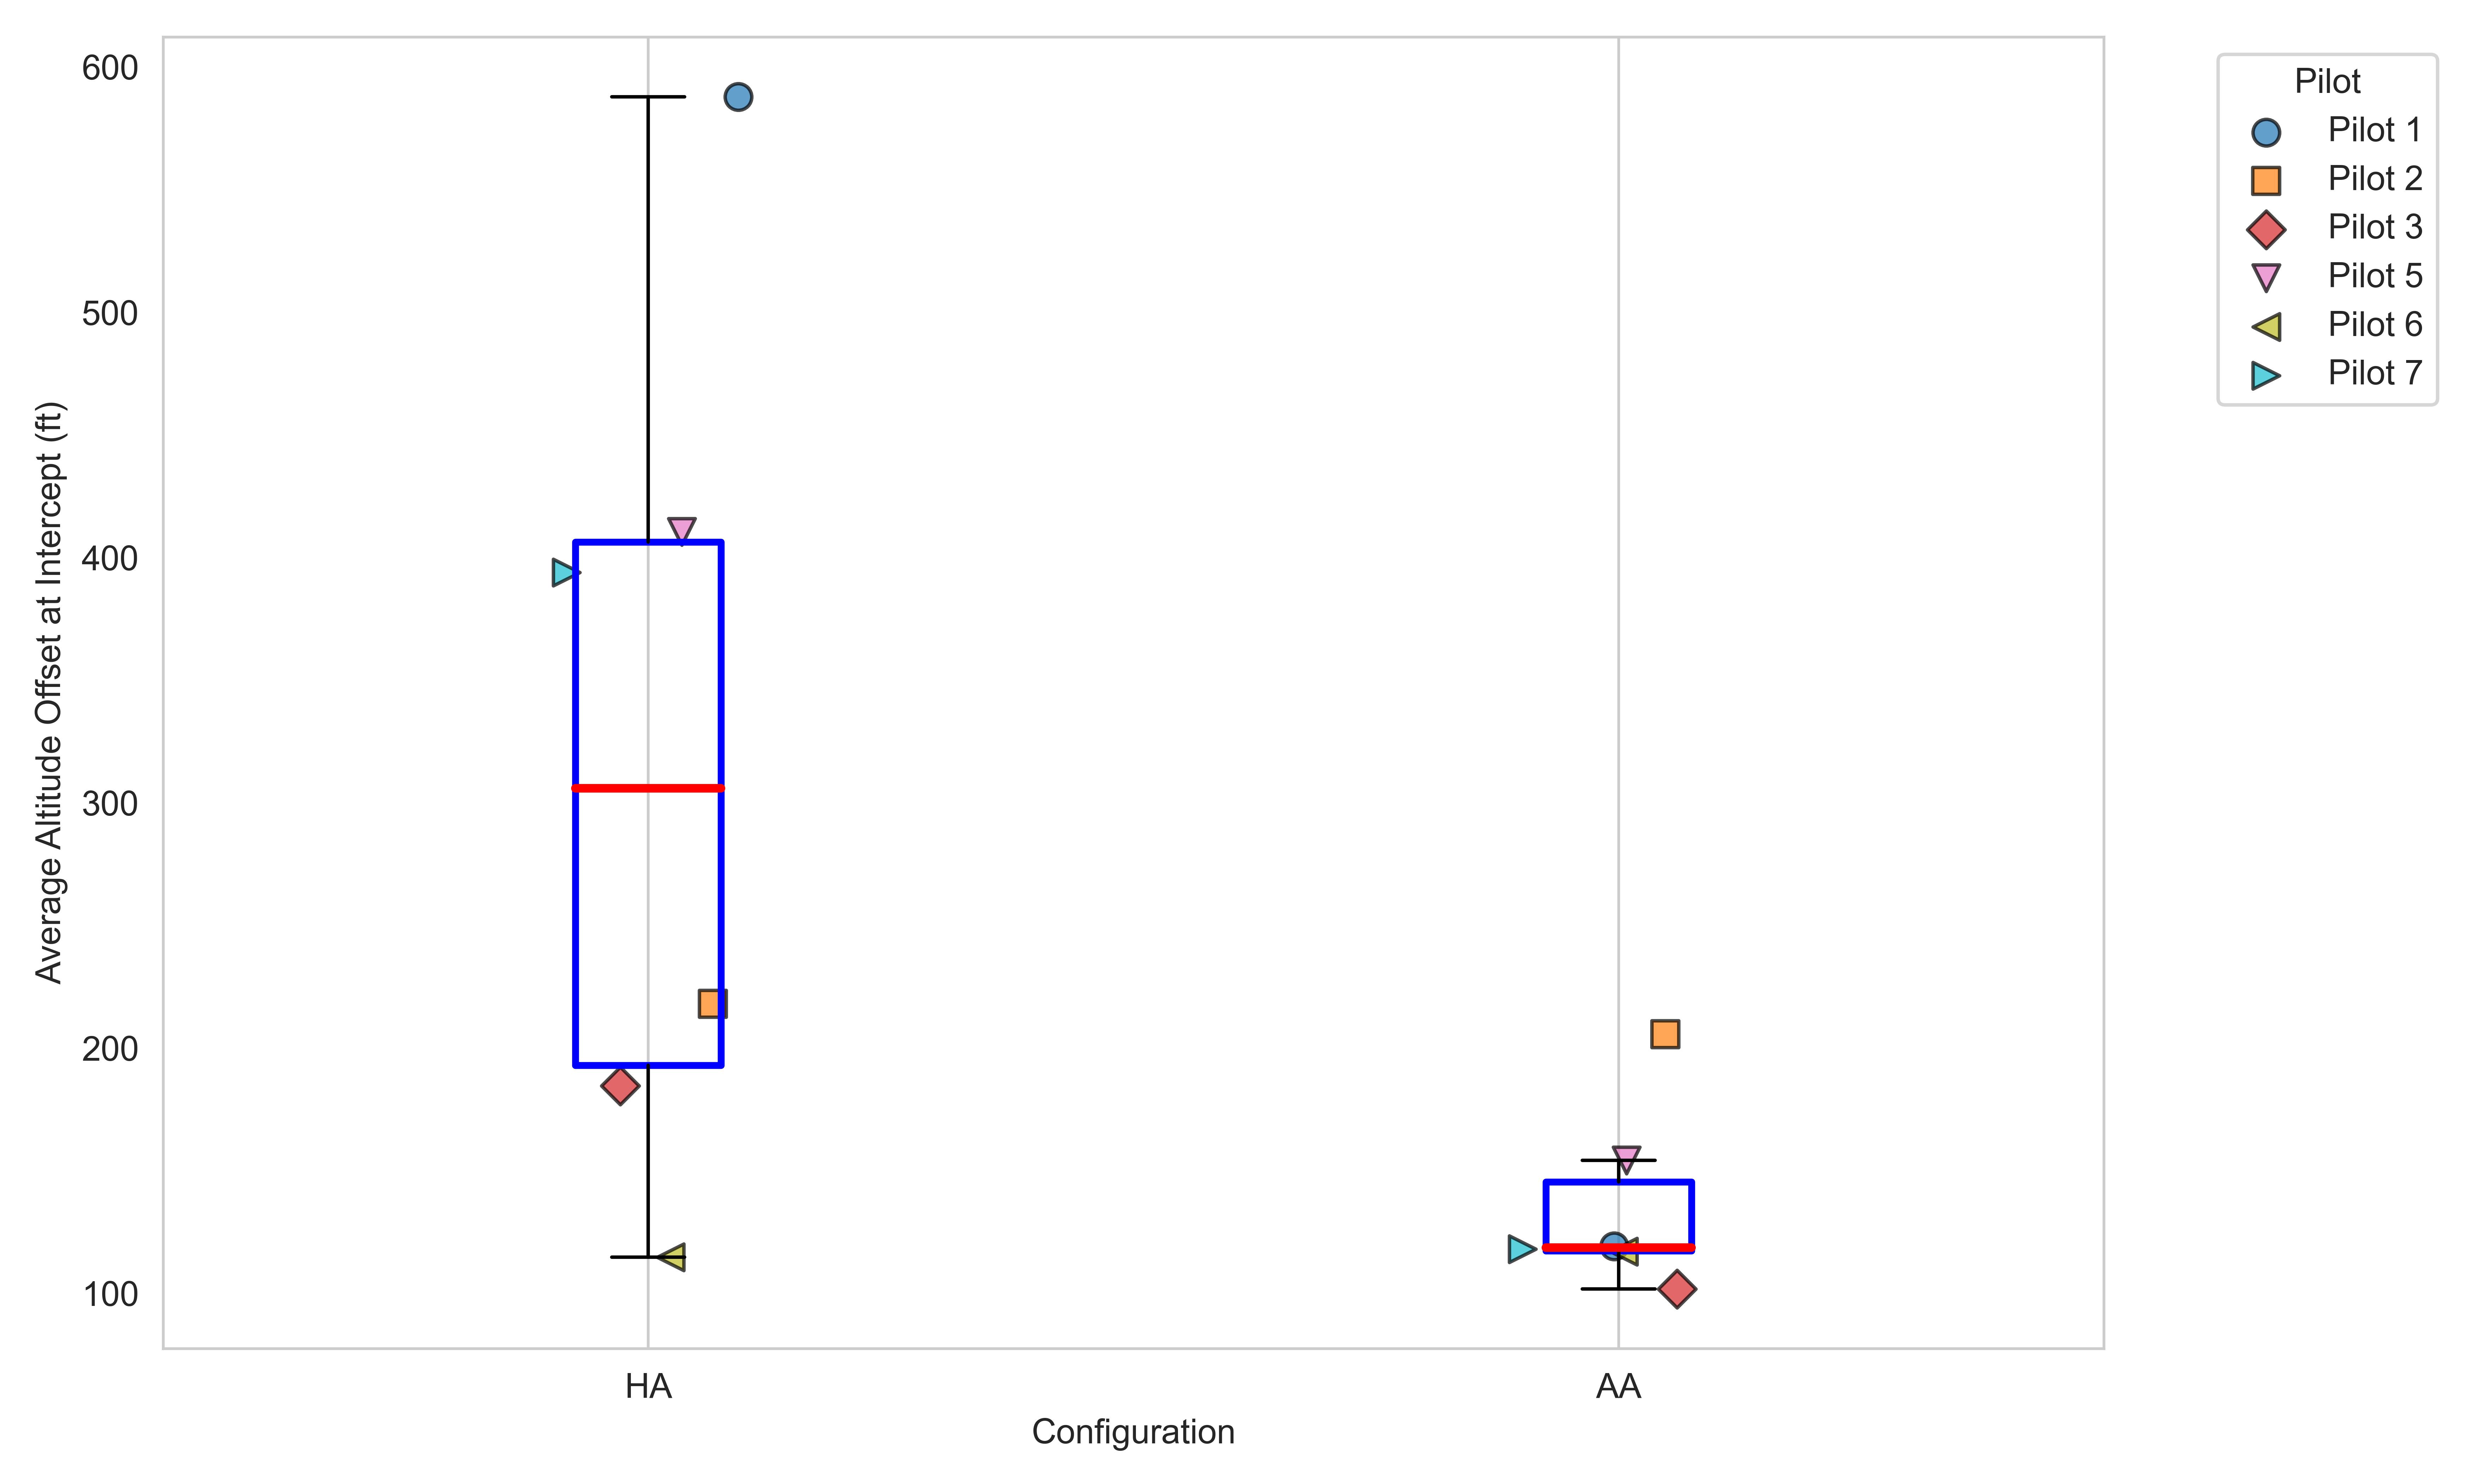 600
500
400
300
200
100
Average Altitude Offset at Intercept (ft)
HA
AA
Configuration
Pilot
Pilot 1
Pilot 2
Pilot 3
Pilot 5
Pilot 6
Pilot 7